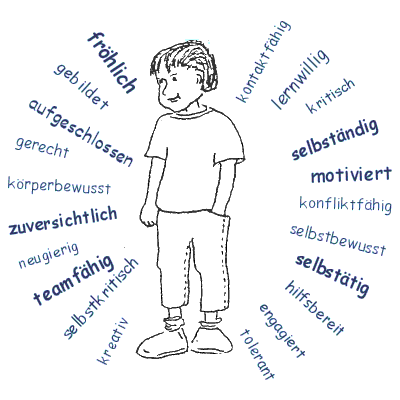 fröhlich
gebildet
aufgeschlossen
gerecht
körperbewusst
zuversichtlich
neugierig
teamfähig
selbstkritisch
kreativ
kontaktfähig
lernwillig
kritisch
selbständig
motiviert
konfliktfähig
selbstbewusst
selbstätig
hilfsbereit
engagiert
tolerant